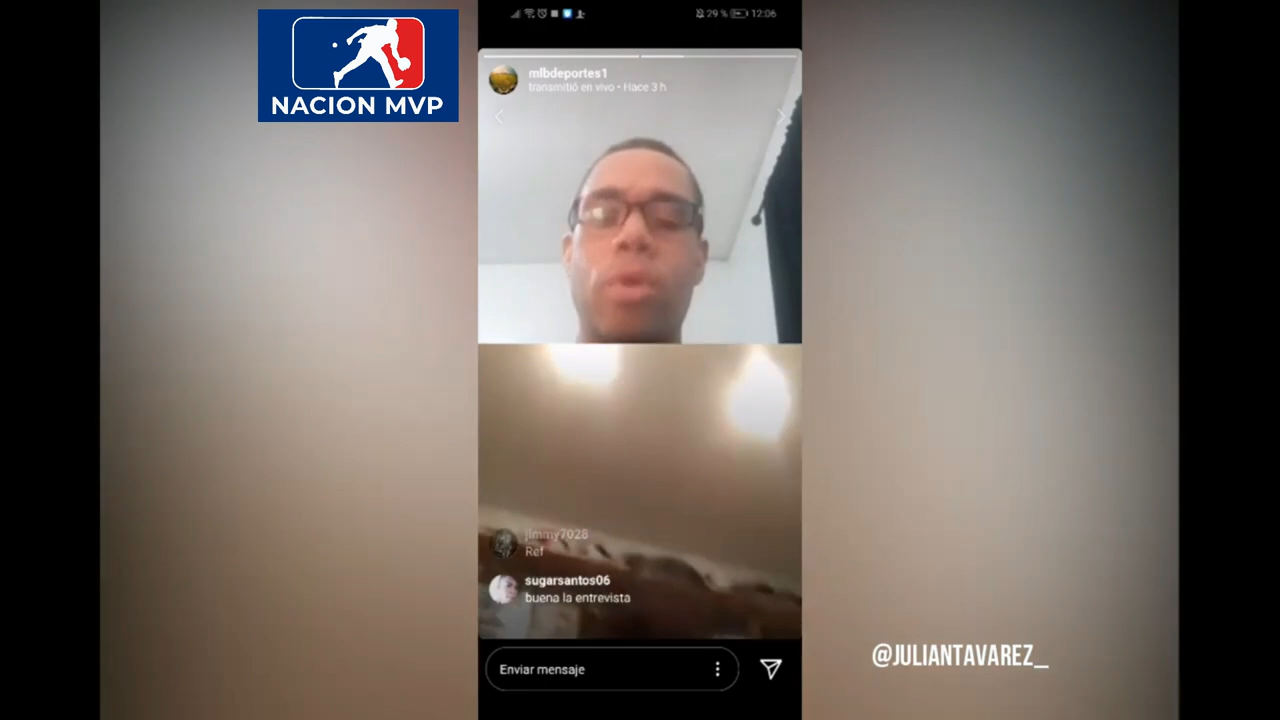 NACION MVP
29 %
12:06
mlbdeportes1
transmitió en vivo • Hace 3 h
jimmy7028
Ref
sugarsantos06
buena la entrevista
Enviar mensaje
@JULIANTAVAREZ_